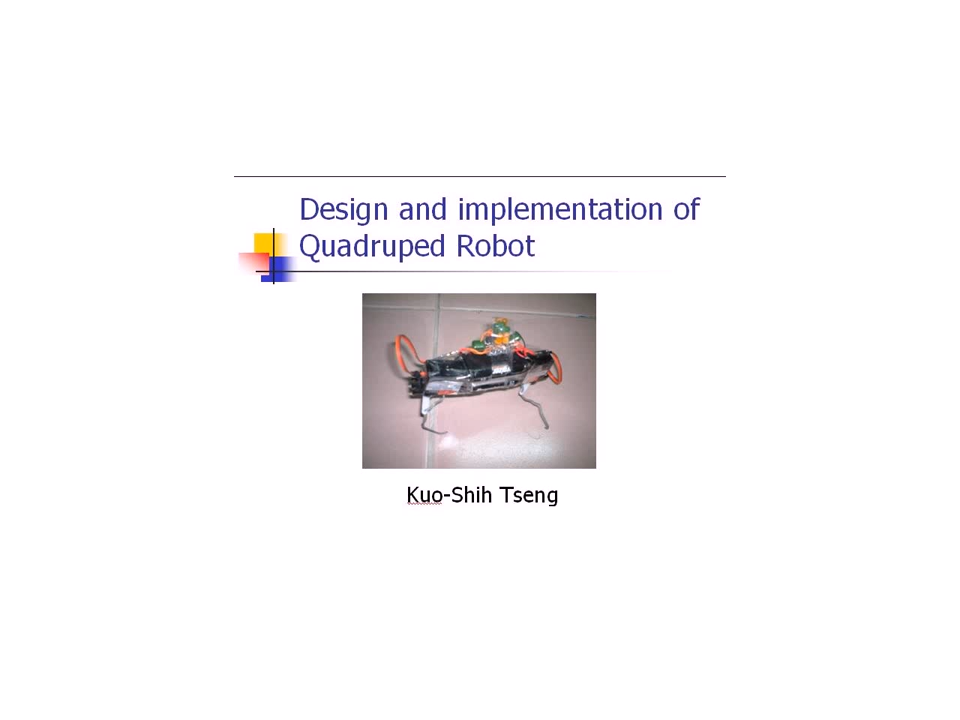 Design and implementation of
Quadruped Robot
Kuo-Shih Tseng